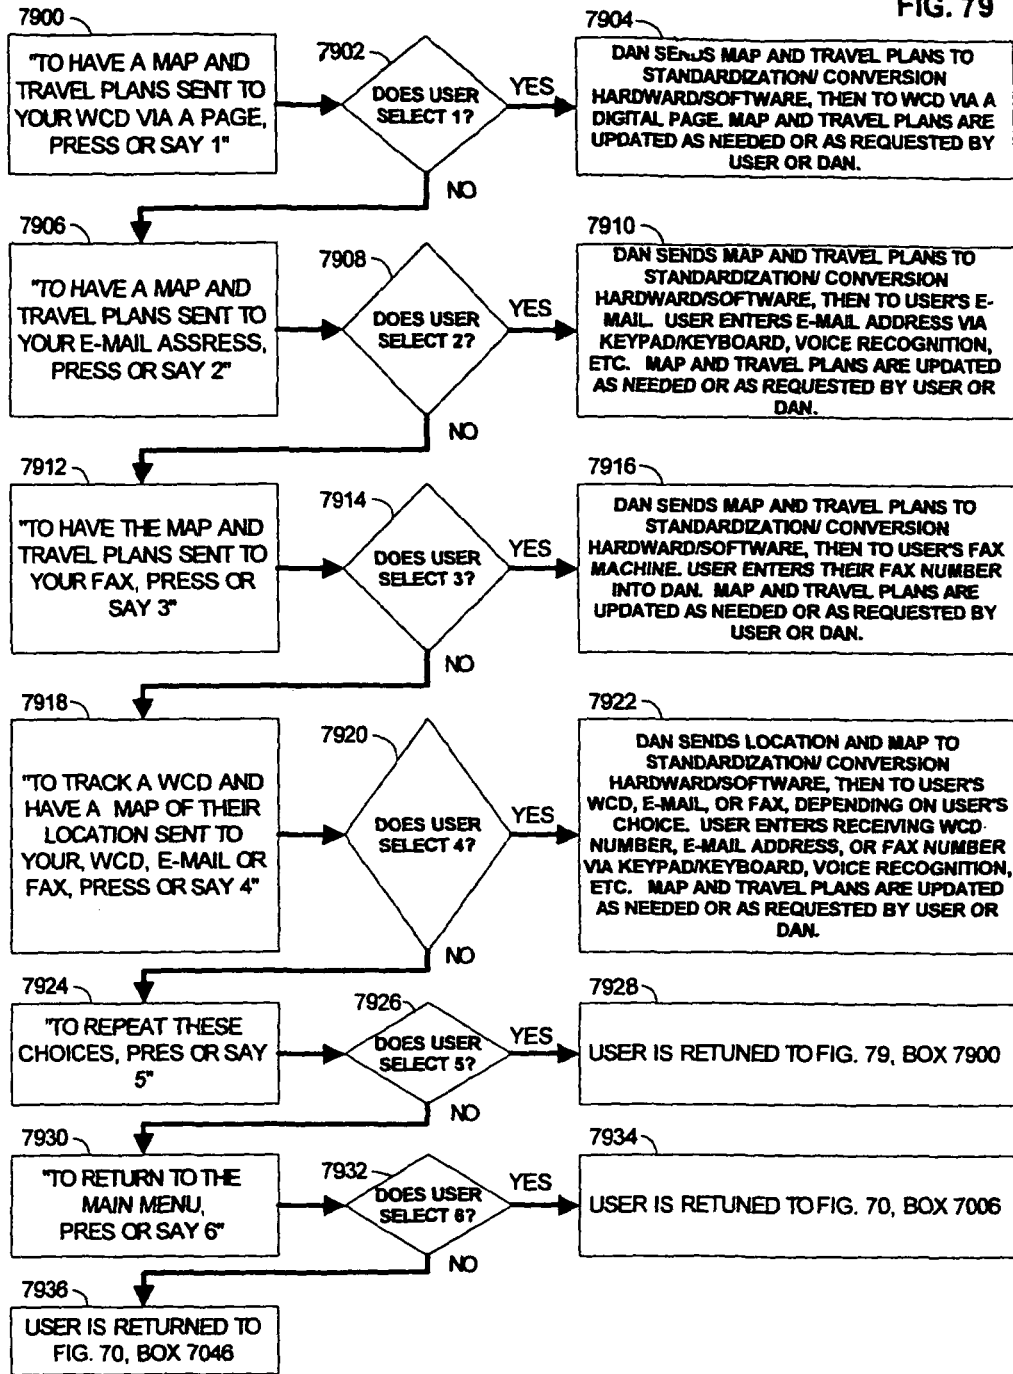 FIG. 79
7900
"TO HAVE A MAP AND
TRAVEL PLANS SENT TO
YOUR WCD VIA A PAGE,
PRESS OR SAY 1"
7902
DOES USER
SELECT 1?
YES
NO
7904
DAN SENDS MAP AND TRAVEL PLANS TO
STANDARDIZATION/ CONVERSION
HARDWARD/SOFTWARE, THEN TO WCD VIA A
DIGITAL PAGE. MAP AND TRAVEL PLANS ARE
UPDATED AS NEEDED OR AS REQUESTED BY
USER OR DAN.
7906
"TO HAVE A MAP AND
TRAVEL PLANS SENT TO
YOUR E-MAIL ASSRESS,
PRESS OR SAY 2"
7908
DOES USER
SELECT 2?
YES
NO
7910
DAN SENDS MAP AND TRAVEL PLANS TO
STANDARDIZATION/ CONVERSION
HARDWARD/SOFTWARE, THEN TO USER'S E-
MAIL. USER ENTERS E-MAIL ADDRESS VIA
KEYPAD/KEYBOARD, VOICE RECOGNITION,
ETC. MAP AND TRAVEL PLANS ARE UPDATED
AS NEEDED OR AS REQUESTED BY USER OR
DAN.
7912
"TO HAVE THE MAP AND
TRAVEL PLANS SENT TO
YOUR FAX, PRESS OR
SAY 3"
7914
DOES USER
SELECT 3?
YES
NO
7916
DAN SENDS MAP AND TRAVEL PLANS TO
STANDARDIZATION/ CONVERSION
HARDWARD/SOFTWARE, THEN TO USER'S FAX
MACHINE. USER ENTERS THEIR FAX NUMBER
INTO DAN. MAP AND TRAVEL PLANS ARE
UPDATED AS NEEDED OR AS REQUESTED BY
USER OR DAN.
7918
"TO TRACK A WCD AND
HAVE A MAP OF THEIR
LOCATION SENT TO
YOUR, WCD, E-MAIL OR
FAX, PRESS OR SAY 4"
7920
DOES USER
SELECT 4?
YES
NO
7922
DAN SENDS LOCATION AND MAP TO
STANDARDIZATION/ CONVERSION
HARDWARD/SOFTWARE, THEN TO USER'S
WCD, E-MAIL, OR FAX, DEPENDING ON USER'S
CHOICE. USER ENTERS RECEIVING WCD
NUMBER, E-MAIL ADDRESS, OR FAX NUMBER
VIA KEYPAD/KEYBOARD, VOICE RECOGNITION,
ETC. MAP AND TRAVEL PLANS ARE UPDATED
AS NEEDED OR AS REQUESTED BY USER OR
DAN.
7924
"TO REPEAT THESE
CHOICES, PRES OR SAY
5"
7926
DOES USER
SELECT 5?
YES
NO
7928
USER IS RETUNED TO FIG. 79, BOX 7900
7930
"TO RETURN TO THE
MAIN MENU,
PRES OR SAY 6"
7932
DOES USER
SELECT 6?
YES
NO
7934
USER IS RETUNED TO FIG. 70, BOX 7006
7936
USER IS RETURNED TO
FIG. 70, BOX 7046